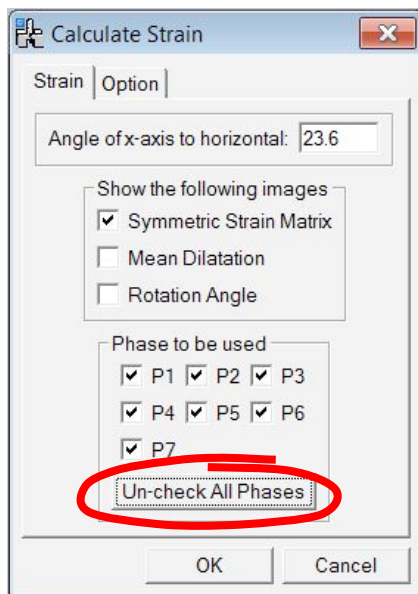 Calculate Strain
Strain Option
Angle of x-axis to horizontal: 23.6
Show the following images
Symmetric Strain Matrix
Mean Dilatation
Rotation Angle
Phase to be used
P1 P2 P3
P4 P5 P6
P7
Un-check All Phases
OK Cancel